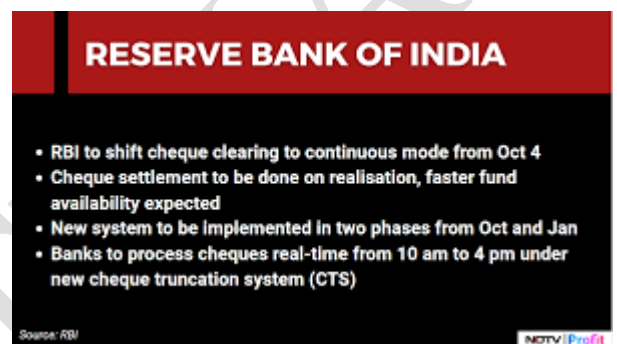 RESERVE BANK OF INDIA
• RBI to shift cheque clearing to continuous mode from Oct 4
• Cheque settlement to be done on realisation, faster fund
availability expected
• New system to be implemented in two phases from Oct and Jan
• Banks to process cheques real-time from 10 am to 4 pm under
new cheque truncation system (CTS)
Source: RBI
NDTV Profit